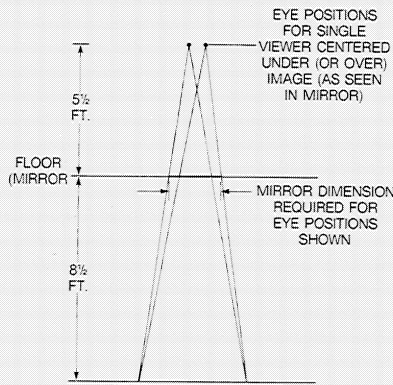 EYE POSITIONS
FOR SINGLE
VIEWER CENTERED
UNDER (OR OVER)
IMAGE (AS SEEN
IN MIRROR)
5½
FT.
FLOOR
(MIRROR
MIRROR DIMENSION
REQUIRED FOR
EYE POSITIONS
SHOWN
8½
FT.